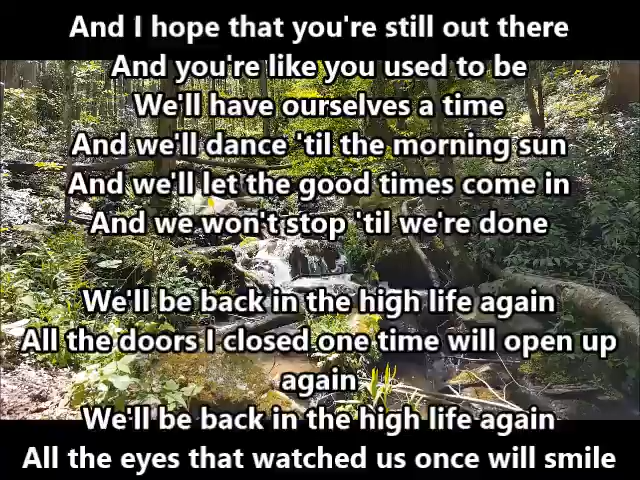 And I hope that you're still out there
And you're like you used to be
We'll have ourselves a time
And we'll dance 'til the morning sun
And we'll let the good times come in
And we won't stop 'til we're done
We'll be back in the high life again
All the doors I closed one time will open up
again
We'll be back in the high life again
All the eyes that watched us once will smile